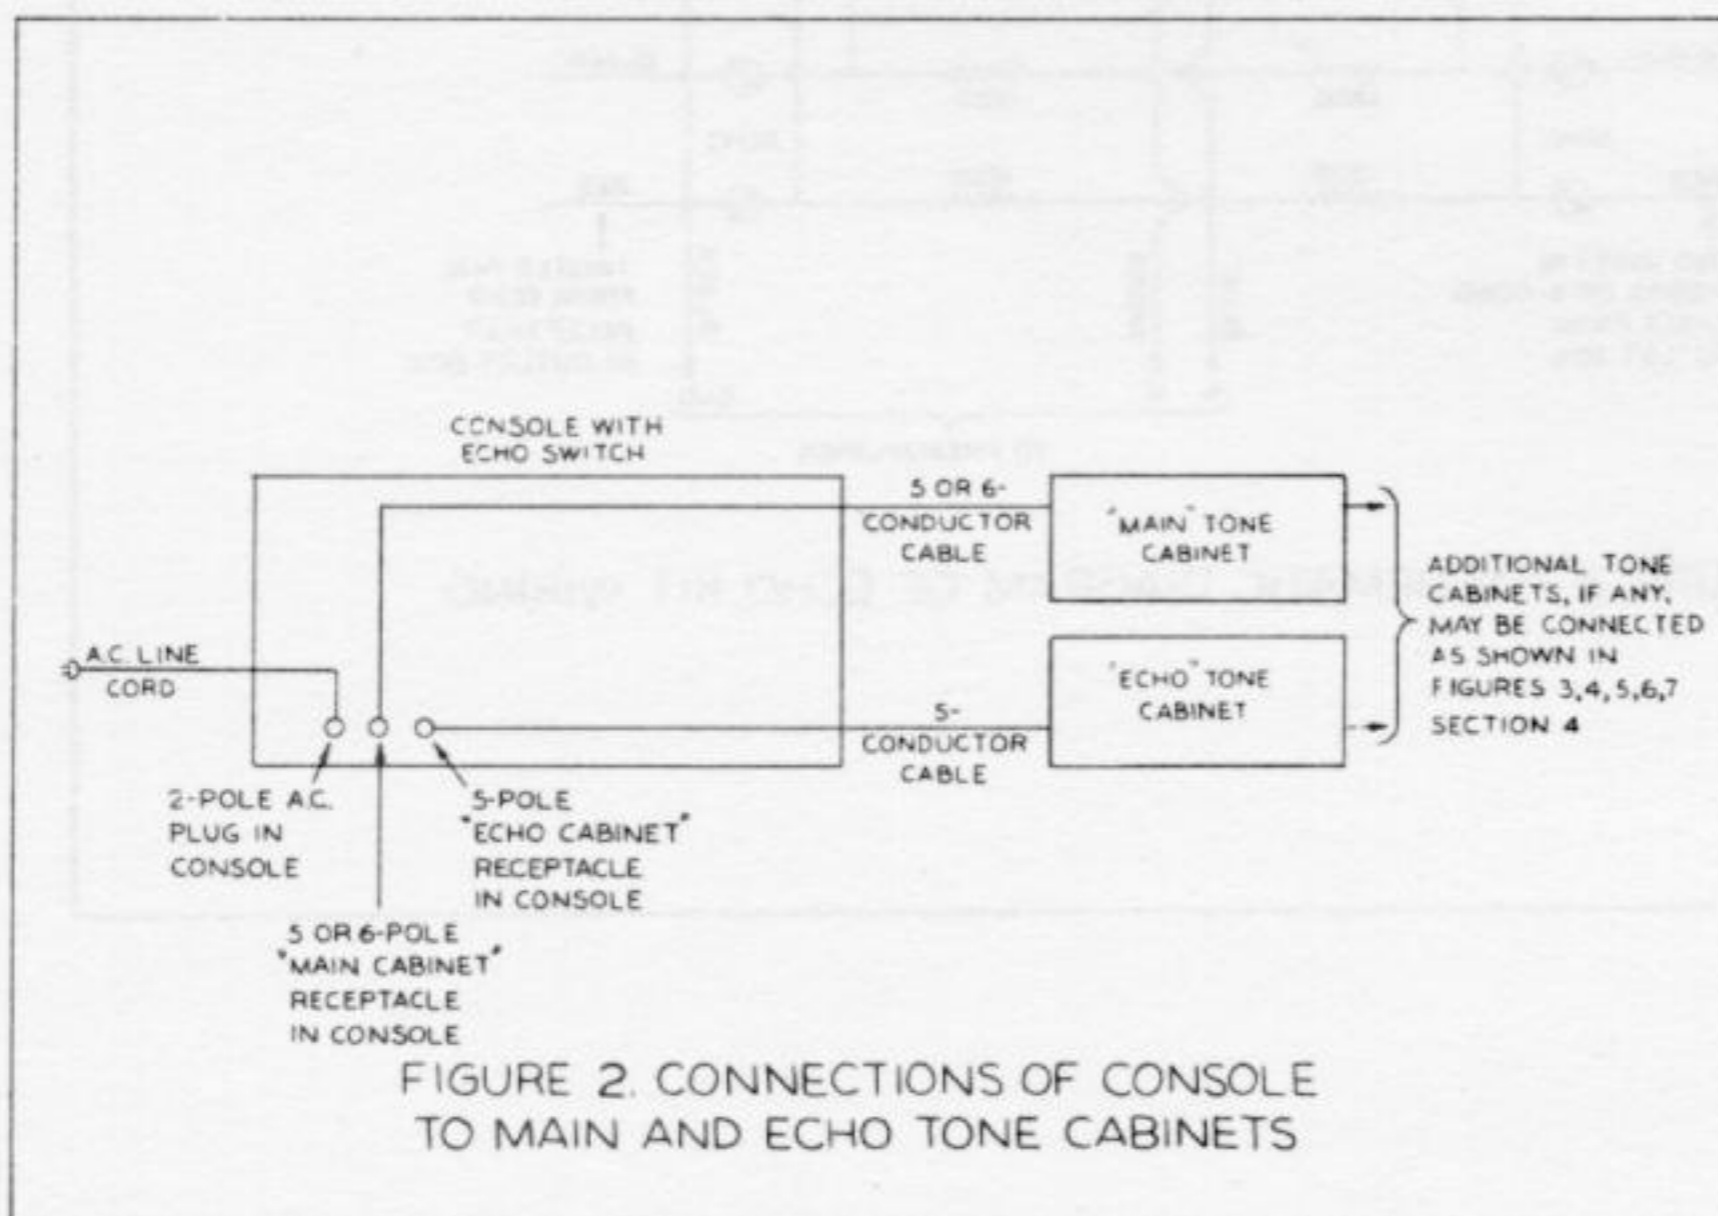 CONSOLE WITH
ECHO SWITCH
5 OR 6-
CONDUCTOR
CABLE
"MAIN" TONE
CABINET
ADDITIONAL TONE
CABINETS, IF ANY,
MAY BE CONNECTED
AS SHOWN IN
FIGURES 3,4,5,6,7
SECTION 4
A.C. LINE
CORD
"ECHO" TONE
CABINET
5-
CONDUCTOR
CABLE
2-POLE A.C.
PLUG IN
CONSOLE
5-POLE
"ECHO CABINET"
RECEPTACLE
IN CONSOLE
5 OR 6-POLE
"MAIN CABINET"
RECEPTACLE
IN CONSOLE
FIGURE 2. CONNECTIONS OF CONSOLE
TO MAIN AND ECHO TONE CABINETS